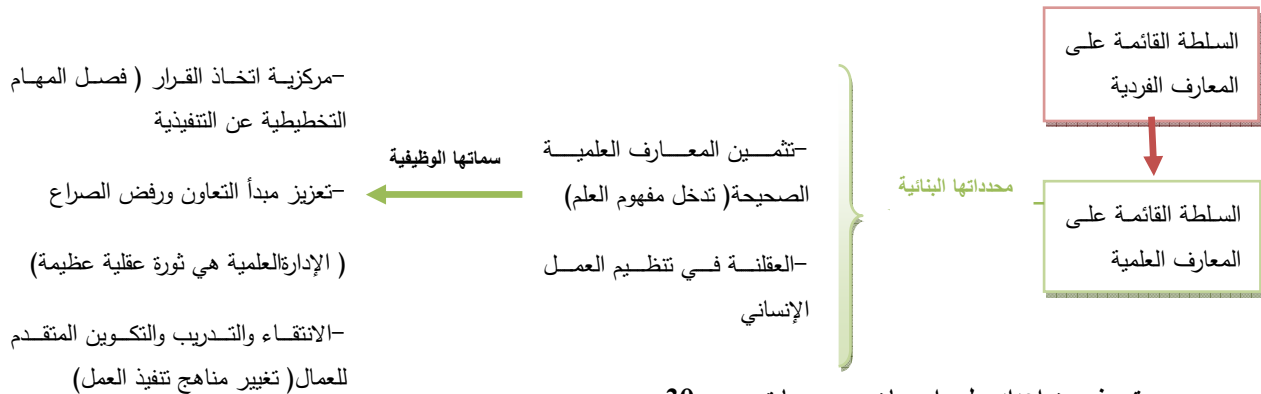 السلطة القائمة على
المعارف الفردية
السلطة القائمة على
المعارف العلمية
محدداتها البنائية
-تثمين المعارف العلمية
الصحيحة( تدخل مفهوم العلم)
-العقلنة في تنظيم العمل
الإنساني
سماتها الوظيفية
-مركزية اتخاذ القرار ( فصل المهام
التخطيطية عن التنفيذية
-تعزيز مبدأ التعاون ورفض الصراع
( الإدارةالعلمية هي ثورة عقلية عظيمة)
-الانتقاء والتدريب والتكوين المتقدم
للعمال( تغيير مناهج تنفيذ العمل)